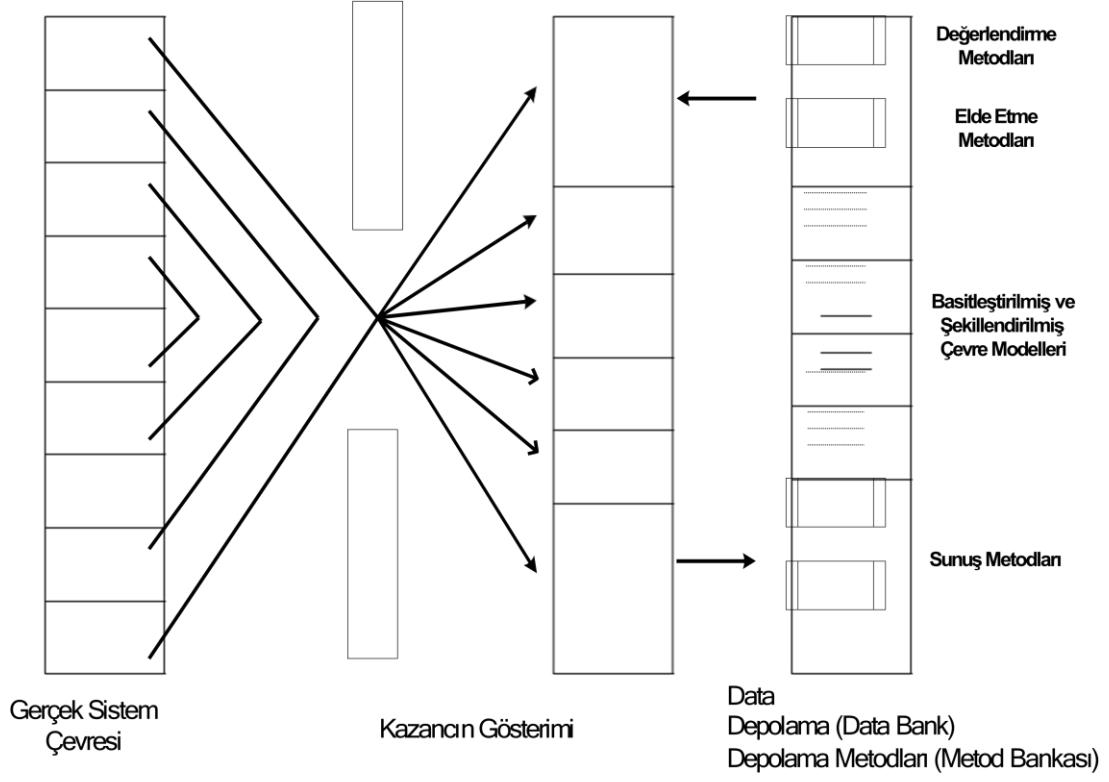 Değerlendirme
Metodları
Elde Etme
Metodları
Basitleştirilmiş ve
Şekillendirilmiş
Çevre Modelleri
Sunuş Metodları
Gerçek Sistem
Çevresi
Kazancın Gösterimi
Data
Depolama (Data Bank)
Depolama Metodları (Metod Bankası)